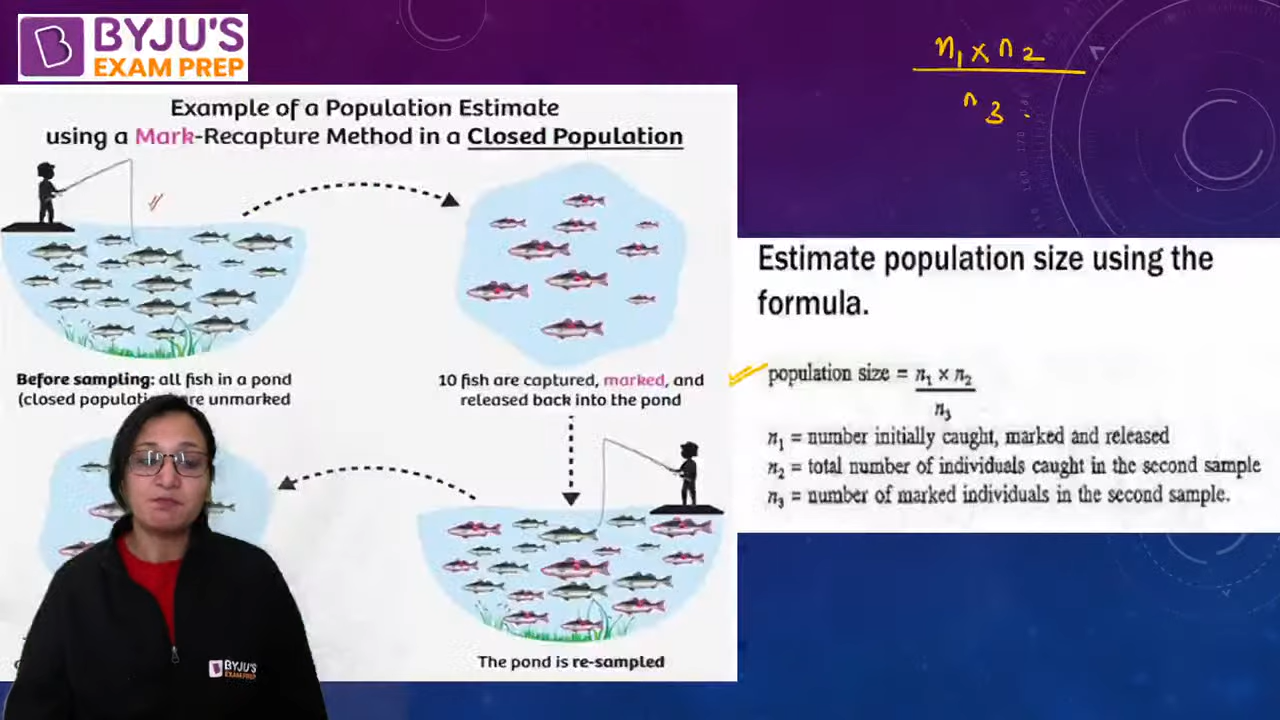 BYJU'S
EXAM PREP
n1 × n2
n3
Example of a Population Estimate
using a Mark-Recapture Method in a Closed Population
Before sampling: all fish in a pond
(closed are unmarked
10 fish are captured, marked, and
released back into the pond
The pond is re-sampled
Estimate population size using the
formula.
population size = n₁ × n₂
n₃
n₁ = number initially caught, marked and released
n₂ = total number of individuals caught in the second sample
n₃ = number of marked individuals in the second sample.
BYJU'S
EXAM PREP